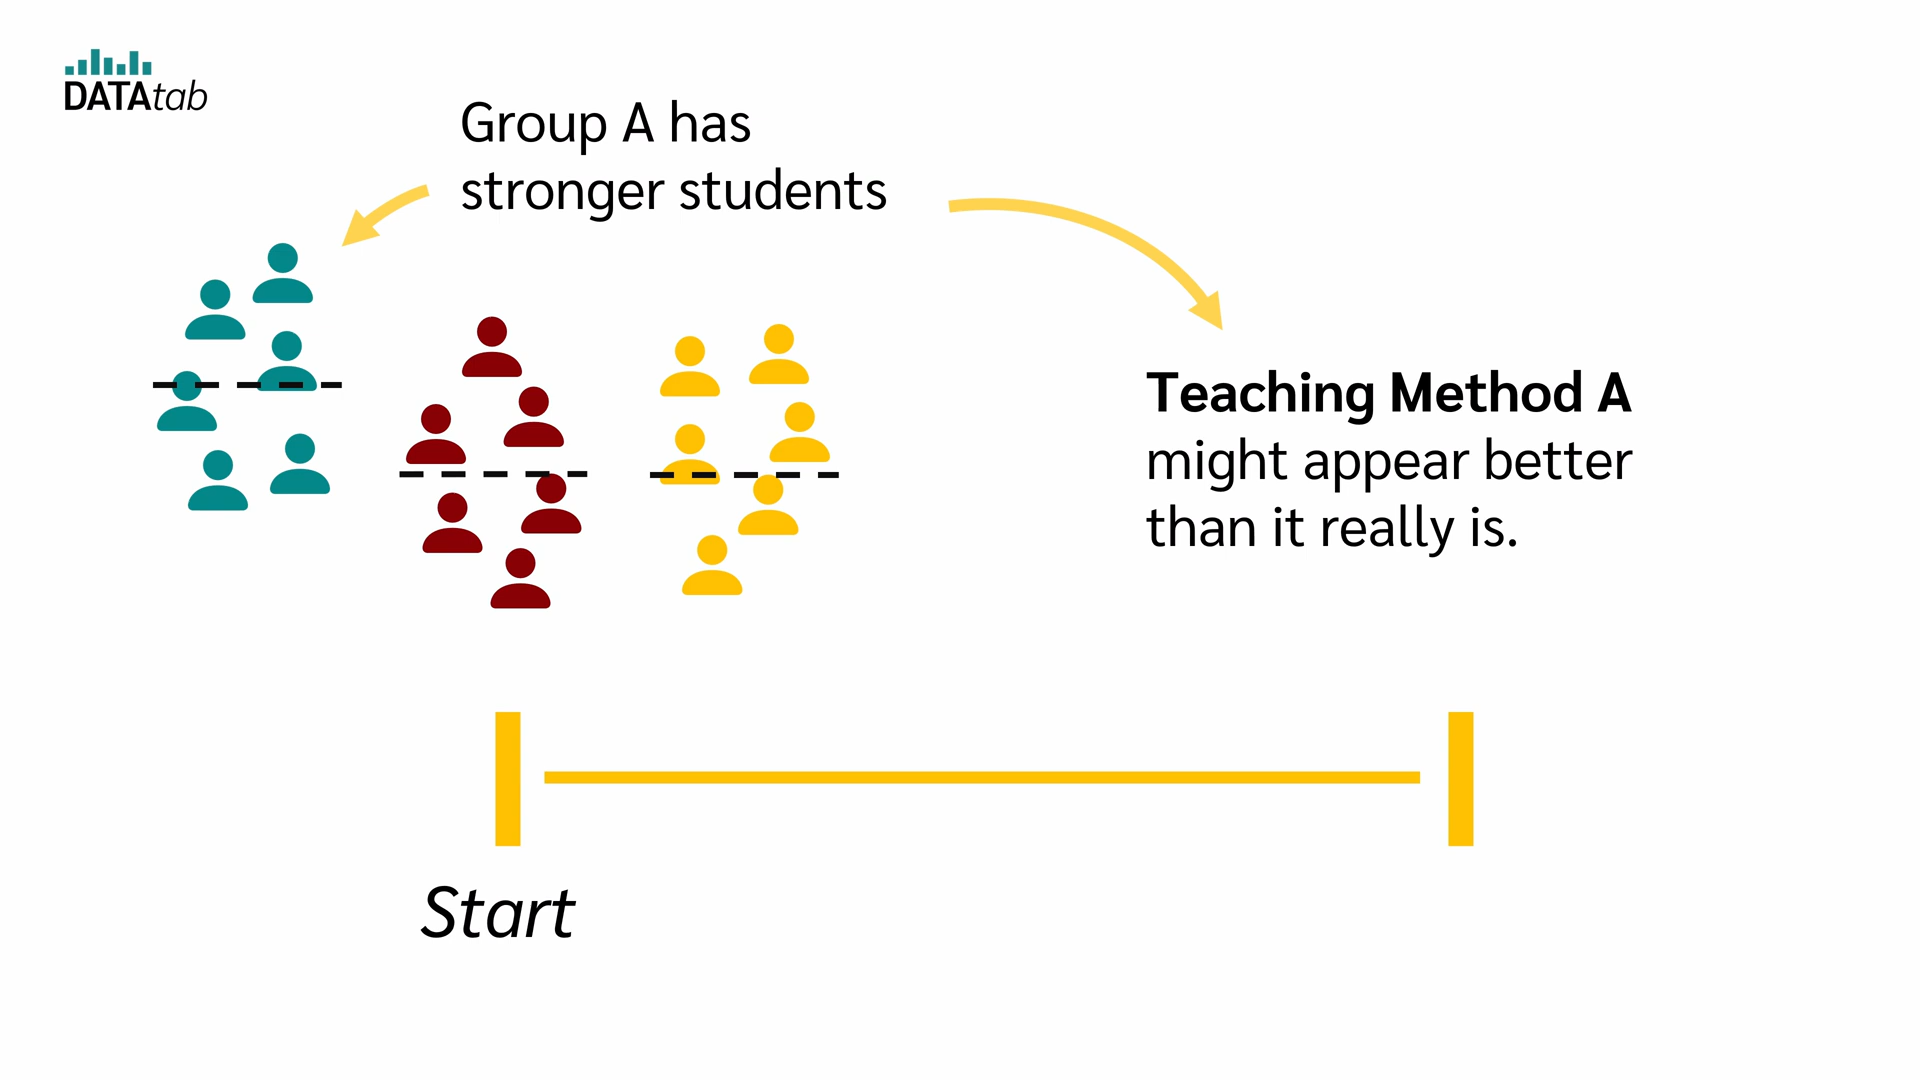 DATAtab
Group A has
stronger students
Teaching Method A
might appear better
than it really is.
Start